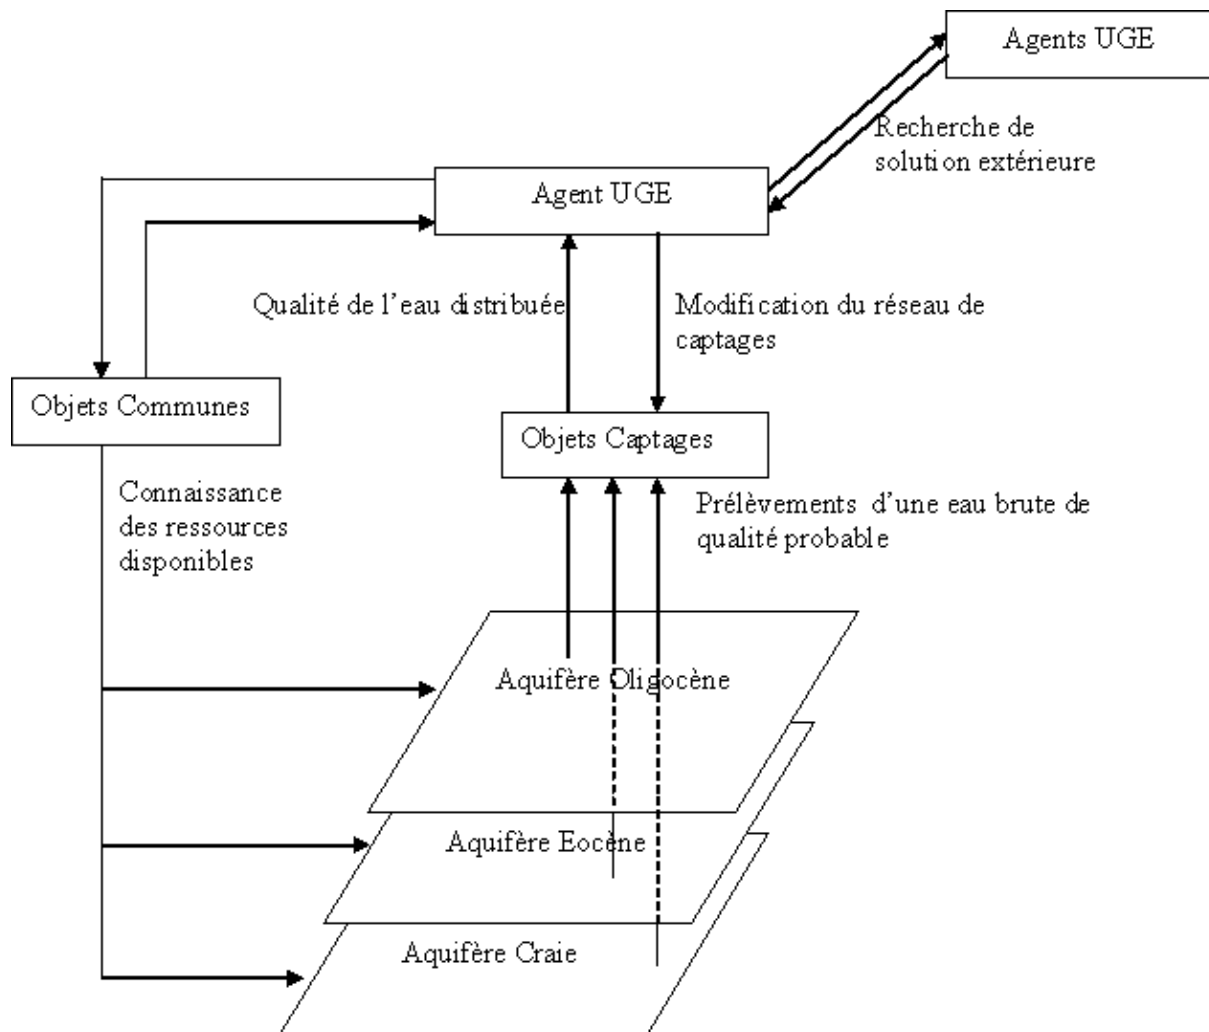 Agents UGE
Recherche de
solution extérieure
Agent UGE
Qualité de l'eau distribuée
Modification du réseau de
captages
Objets Communes
Objets Captages
Connaissance
des ressources
disponibles
Prélèvements d'une eau brute de
qualité probable
Aquifère Oligocène
Aquifère Eocène
Aquifère Craie